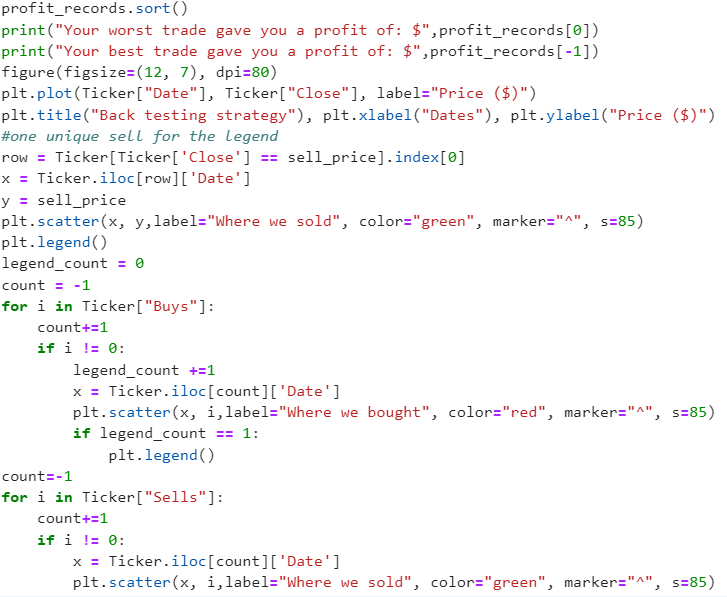 profit_records.sort()
print("Your worst trade gave you a profit of: $",profit_records[0])
print("Your best trade gave you a profit of: $",profit_records[-1])
figure(figsize=(12, 7), dpi=80)
plt.plot(Ticker["Date"], Ticker["Close"], label="Price ($)")
plt.title("Back testing strategy"), plt.xlabel("Dates"), plt.ylabel("Price ($)")
#one unique sell for the legend
row = Ticker[Ticker['Close'] == sell_price].index[0]
x = Ticker.iloc[row]['Date']
y = sell_price
plt.scatter(x, y,label="Where we sold", color="green", marker="^", s=85)
plt.legend()
legend_count = 0
count = -1
for i in Ticker["Buys"]:
    count+=1
    if i != 0:
        legend_count +=1
        x = Ticker.iloc[count]['Date']
        plt.scatter(x, i,label="Where we bought", color="red", marker="^", s=85)
        if legend_count == 1:
            plt.legend()
count=-1
for i in Ticker["Sells"]:
    count+=1
    if i != 0:
        x = Ticker.iloc[count]['Date']
        plt.scatter(x, i,label="Where we sold", color="green", marker="^", s=85)